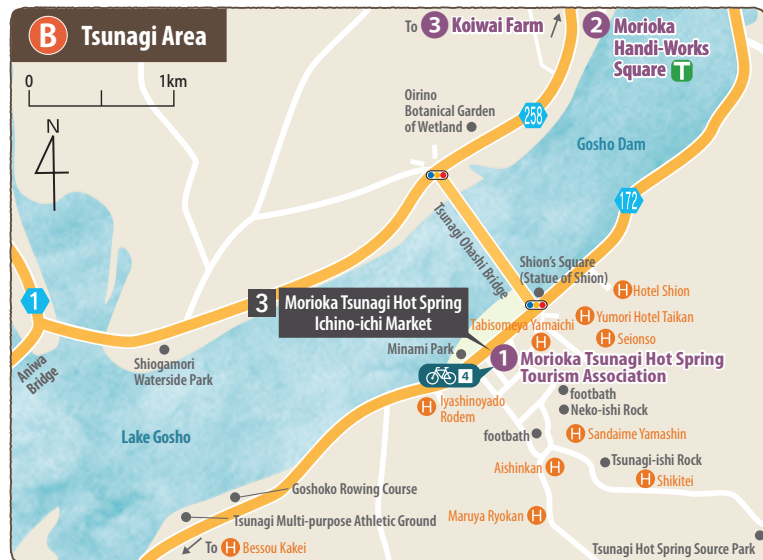 B Tsunagi Area
0 1km
N
To 3 Koiwai Farm
2 Morioka
Handi-Works
Square T
Oirino
Botanical Garden
of Wetland
258
Gosho Dam
172
Tsunagi Ohashi Bridge
Shion's Square
(Statue of Shion)
H Hotel Shion
1
3 Morioka Tsunagi Hot Spring
Ichino-ichi Market
Tabisomeya Yamaichi
H
H Yumori Hotel Taikan
H Seionso
Aniwa
Bridge
Shiogamori
Waterside Park
Minami Park
1 Morioka Tsunagi Hot Spring
Tourism Association
4
H Iyashinoyado
Rodem
footbath
Neko-ishi Rock
Lake Gosho
footbath
H Sandaime Yamashin
Aishinkan H
Tsunagi-ishi Rock
H Shikitei
Goshoko Rowing Course
Tsunagi Multi-purpose Athletic Ground
Maruya Ryokan H
To H Bessou Kakei
Tsunagi Hot Spring Source Park